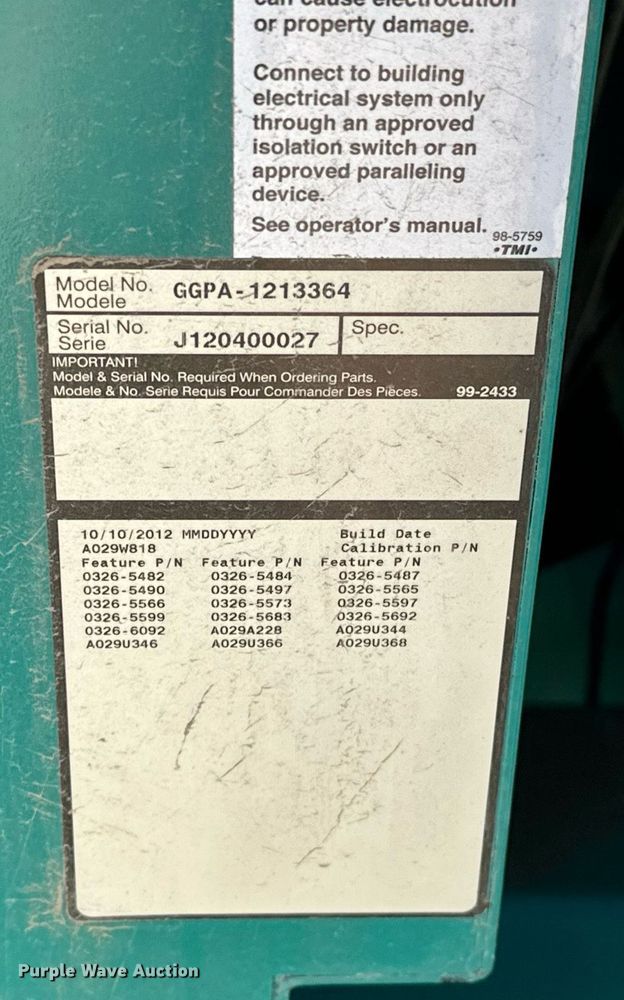 can cause electrocution
or property damage.
Connect to building
electrical system only
through an approved
isolation switch or an
approved paralleling
device.
See operator's manual.
98-5759
•TMI•
Model No. GGPA-1213364
Modele
Serial No. J120400027 Spec.
Serie
IMPORTANT!
Model & Serial No. Required When Ordering Parts.
Modele & No. Serie Requis Pour Commander Des Pieces. 99-2433
10/10/2012 MMDDYYYY Build Date
A029W818 Calibration P/N
Feature P/N Feature P/N Feature P/N
0326-5482 0326-5484 0326-5487
0326-5490 0326-5497 0326-5565
0326-5566 0326-5573 0326-5597
0326-5599 0326-5683 0326-5692
0326-6092 A029A228 A029U344
A029U346 A029U366 A029U368
Purple Wave Auction